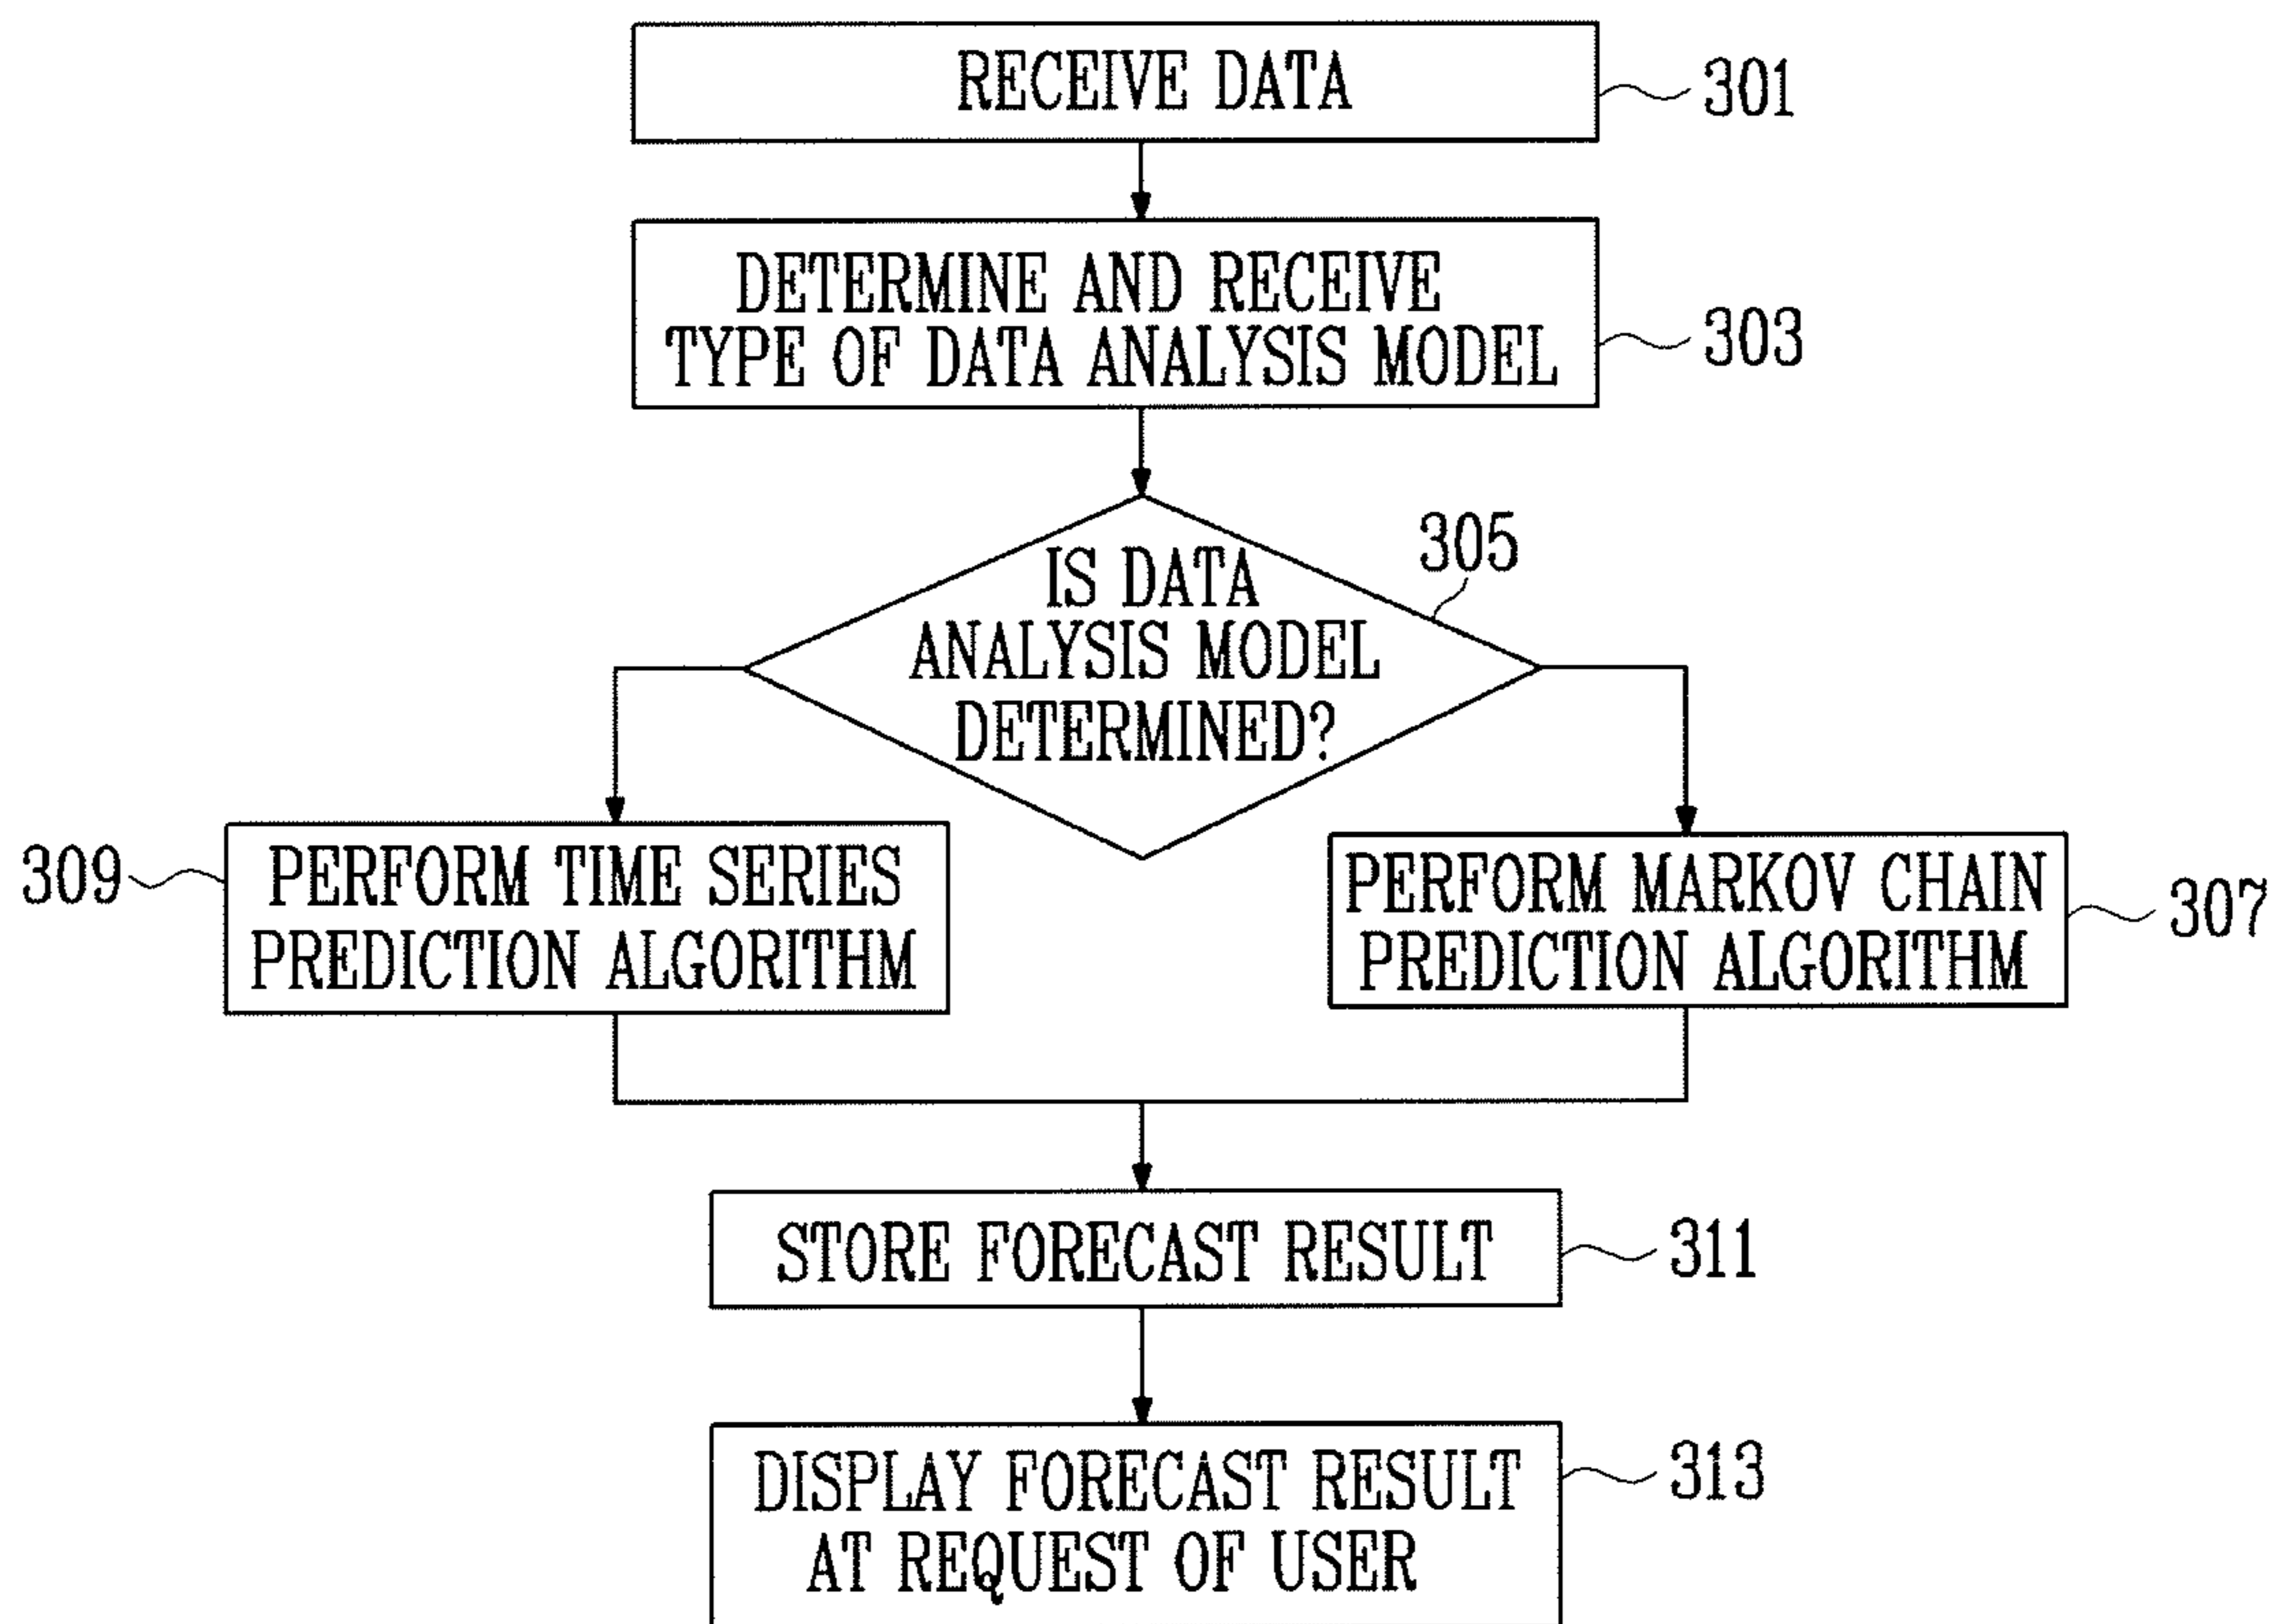 RECEIVE DATA
301
DETERMINE AND RECEIVE
TYPE OF DATA ANALYSIS MODEL
303
305
IS DATA
ANALYSIS MODEL
DETERMINED?
309
PERFORM TIME SERIES
PREDICTION ALGORITHM
PERFORM MARKOV CHAIN
PREDICTION ALGORITHM
307
STORE FORECAST RESULT
311
DISPLAY FORECAST RESULT
AT REQUEST OF USER
313